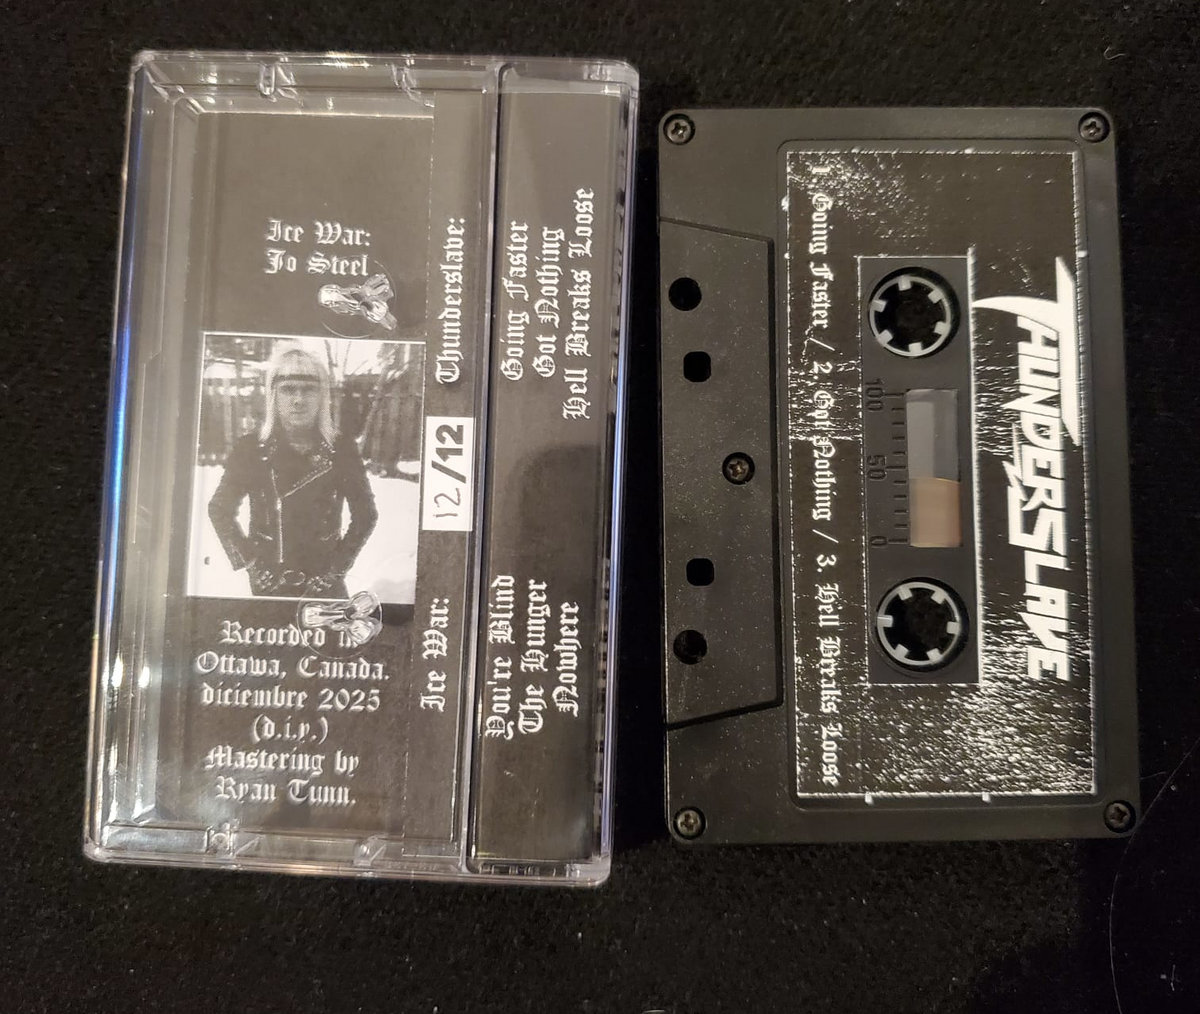 Ice War:
Jo Steel
Recorded in
Ottawa, Canada.
diciembre 2025
(d.i.y.)
Mastering by
Ryan Tunn.
Thunderslave:
12/12
Ice War:
Going Faster
Got Nothing
Hell Breaks Loose
You're Blind
The Hunger
Nowhere
THUNDERSLAVE
100 50 0
1. Going Faster / 2. Got Nothing / 3. Hell Breaks Loose